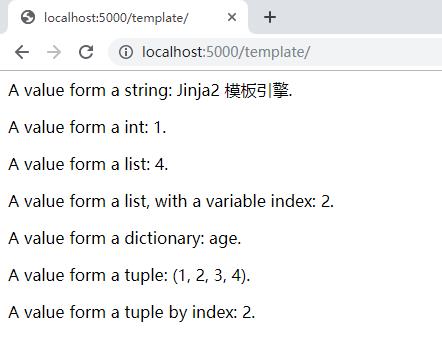 localhost:5000/template/
localhost:5000/template/
A value form a string: Jinja2 模板引擎.
A value form a int: 1.
A value form a list: 4.
A value form a list, with a variable index: 2.
A value form a dictionary: age.
A value form a tuple: (1, 2, 3, 4).
A value form a tuple by index: 2.